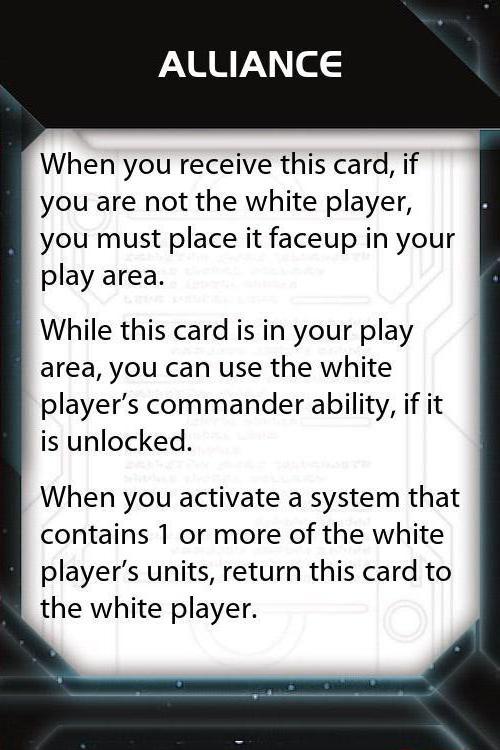 ALLIANCE
When you receive this card, if
you are not the white player,
you must place it faceup in your
play area.
While this card is in your play
area, you can use the white
player’s commander ability, if it
is unlocked.
When you activate a system that
contains 1 or more of the white
player’s units, return this card to
the white player.